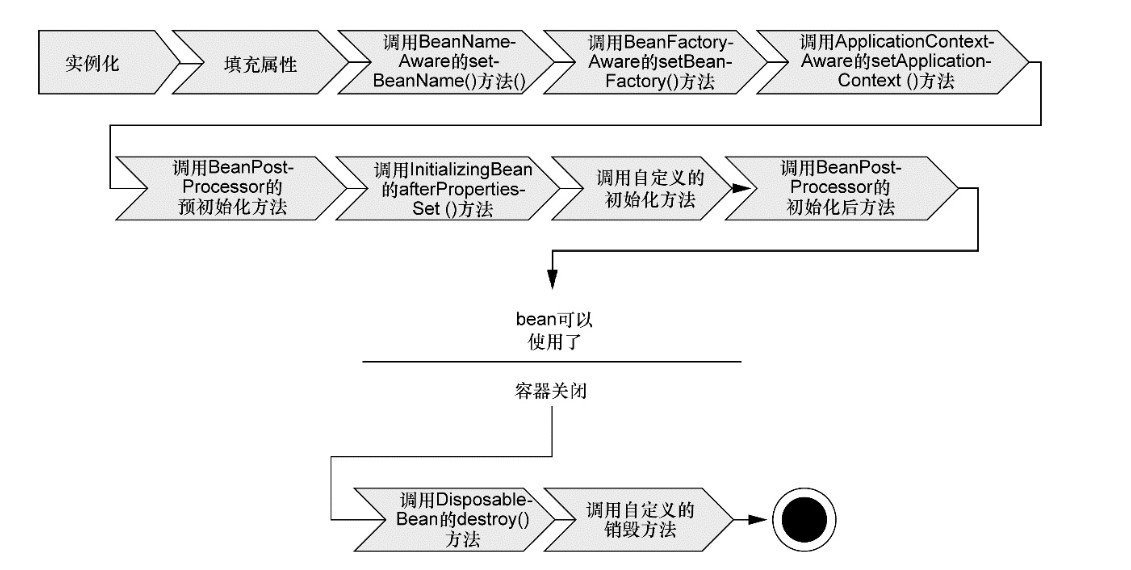 实例化
填充属性
调用BeanName-
Aware的set-
BeanName()方法()
调用BeanFactory-
Aware的setBean-
Factory()方法
调用ApplicationContext-
Aware的setApplication-
Context ()方法
调用BeanPost-
Processor的
预初始化方法
调用InitializingBean
的afterProperties-
Set ()方法
调用自定义的
初始化方法
调用BeanPost-
Processor的
初始化后方法
bean可以
使用了
容器关闭
调用Disposable-
Bean的destroy()
方法
调用自定义的
销毁方法